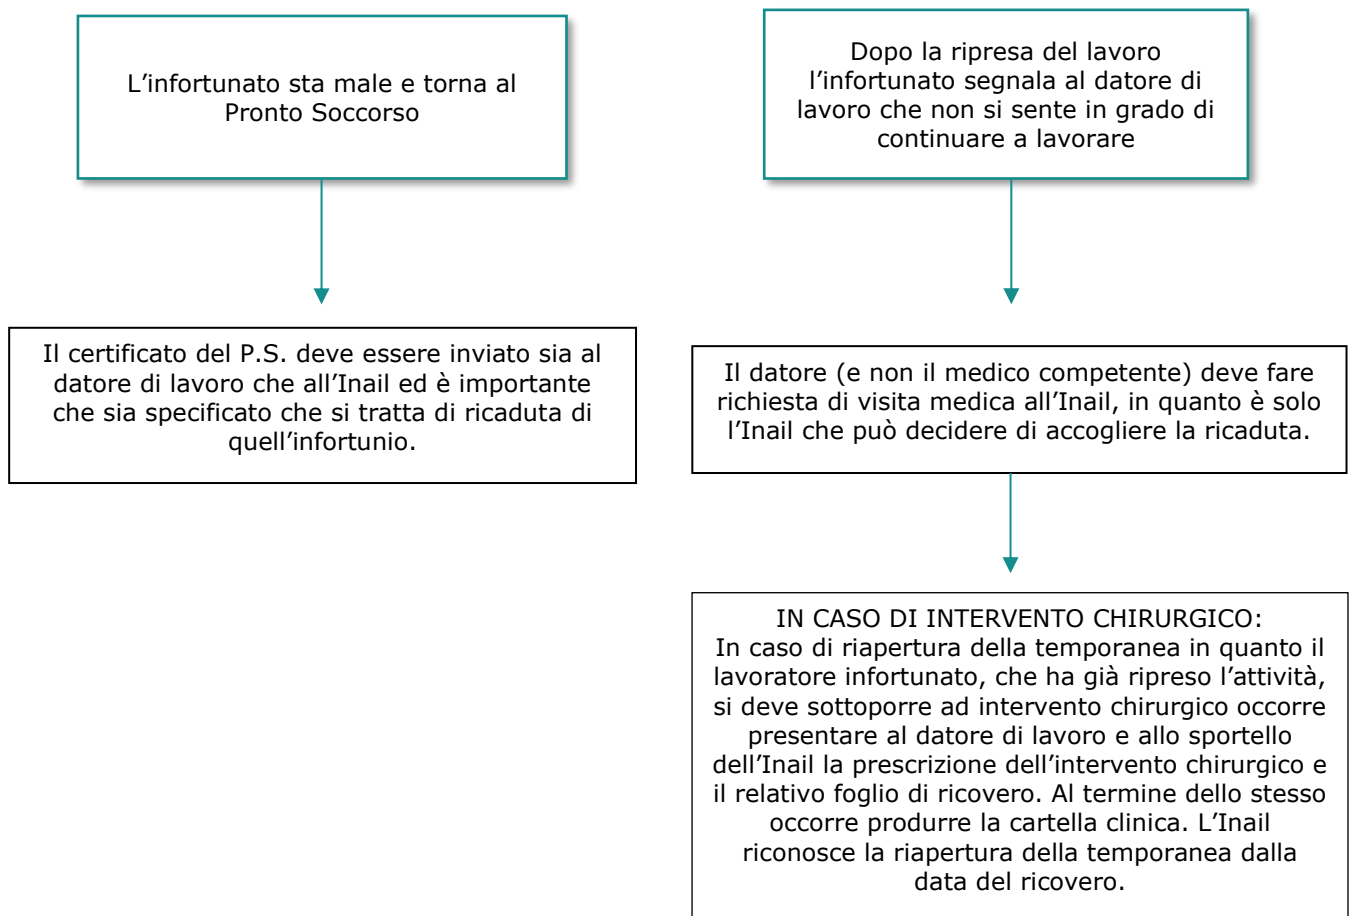 L’infortunato sta male e torna al
Pronto Soccorso
Dopo la ripresa del lavoro
l’infortunato segnala al datore di
lavoro che non si sente in grado di
continuare a lavorare
Il certificato del P.S. deve essere inviato sia al
datore di lavoro che all’Inail ed è importante
che sia specificato che si tratta di ricaduta di
quell’infortunio.
Il datore (e non il medico competente) deve fare
richiesta di visita medica all’Inail, in quanto è solo
l’Inail che può decidere di accogliere la ricaduta.
IN CASO DI INTERVENTO CHIRURGICO:
In caso di riapertura della temporanea in quanto il
lavoratore infortunato, che ha già ripreso l’attività,
si deve sottoporre ad intervento chirurgico occorre
presentare al datore di lavoro e allo sportello
dell’Inail la prescrizione dell’intervento chirurgico e
il relativo foglio di ricovero. Al termine dello stesso
occorre produrre la cartella clinica. L’Inail
riconosce la riapertura della temporanea dalla
data del ricovero.